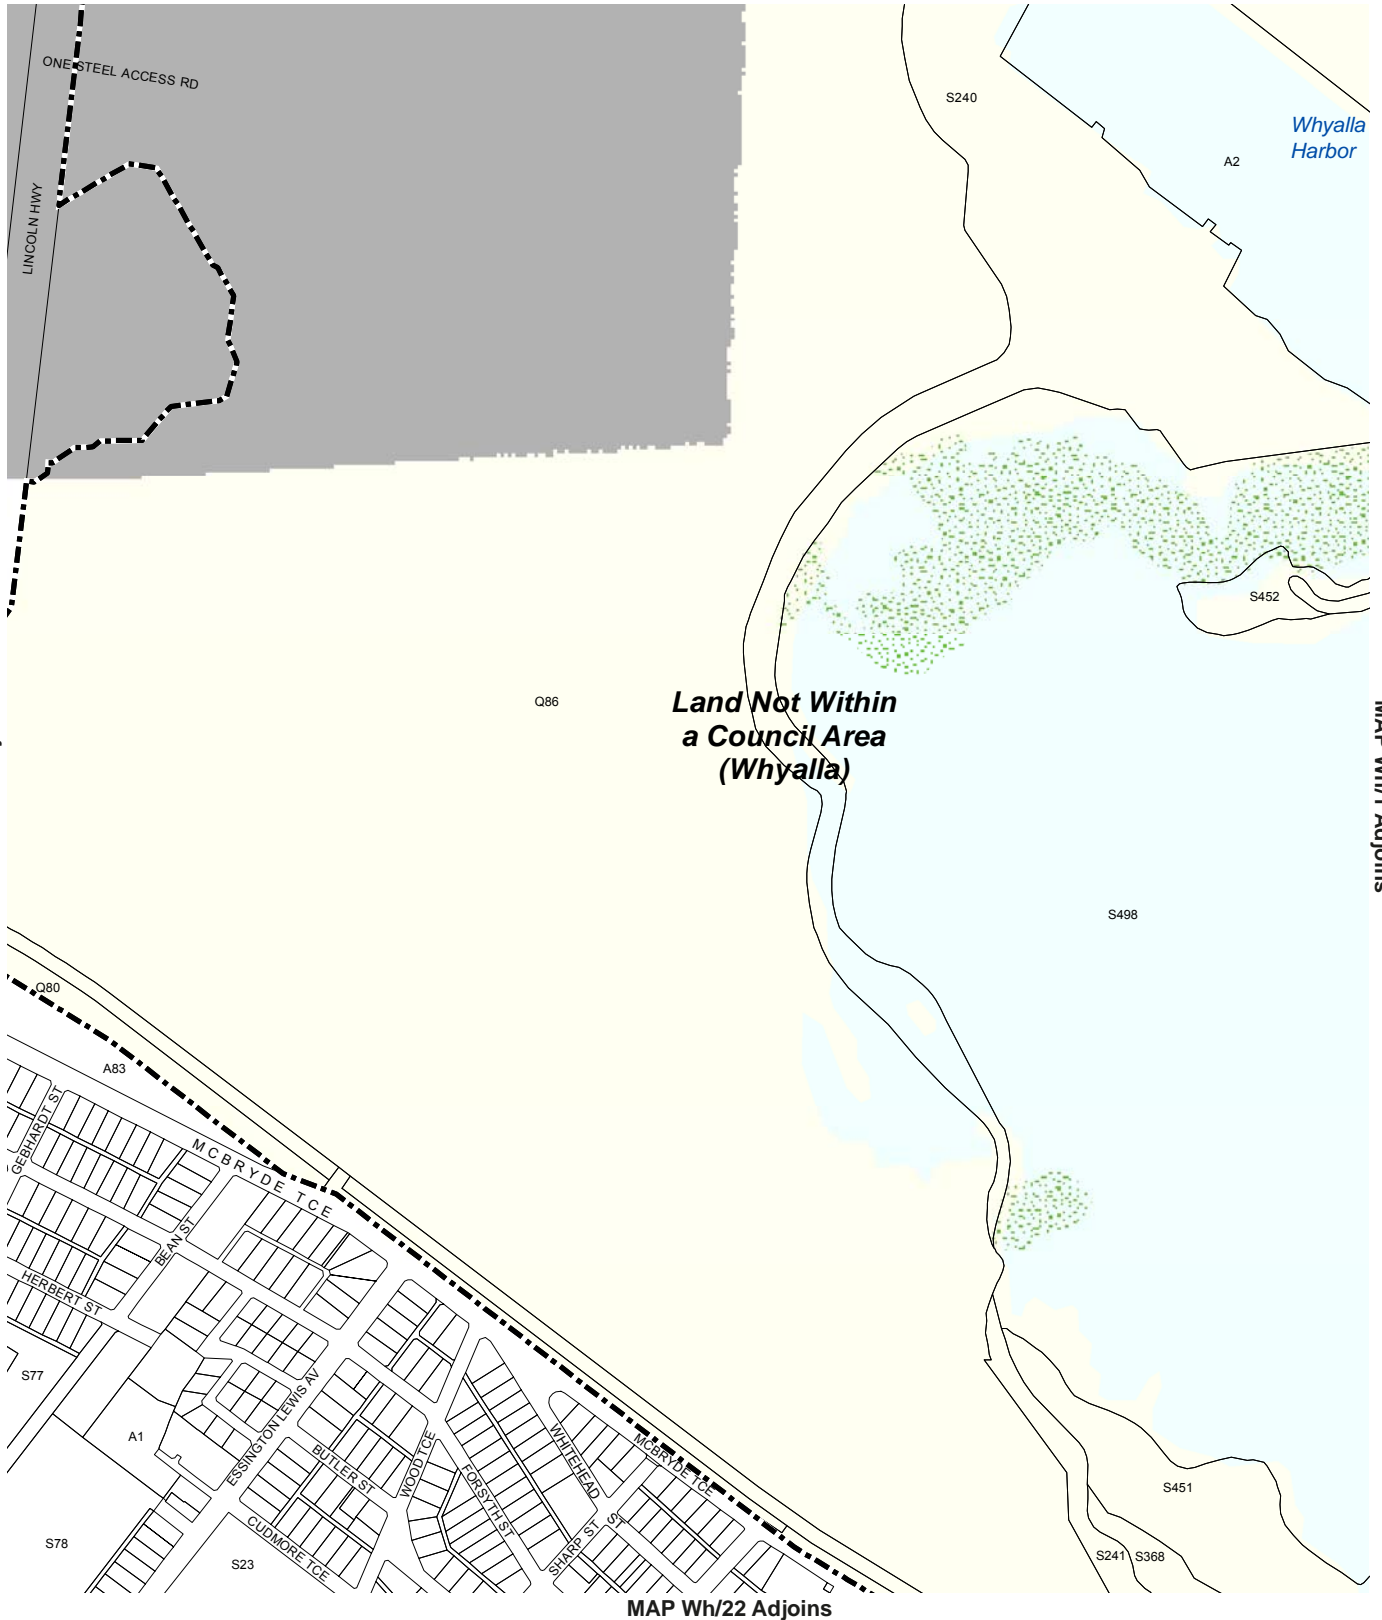 ONE STEEL ACCESS RD
S240
Whyalla
Harbor
A2
LINCOLN HWY
S452
Q86
Land Not Within
a Council Area
(Whyalla)
S498
Q80
A83
GEBHARDT ST
MCBRYDE TCE
BEAN ST
HERBERT ST
S77
ESSINGTON LEWIS AV
A1
BUTLER ST
WOOD TCE
FORSYTH ST
WHITEHEAD
ST
MCBRYDE TCE
SHARP ST
S451
S78
CUDMORE TCE
S23
S241
S368
MAP Wh/22 Adjoins